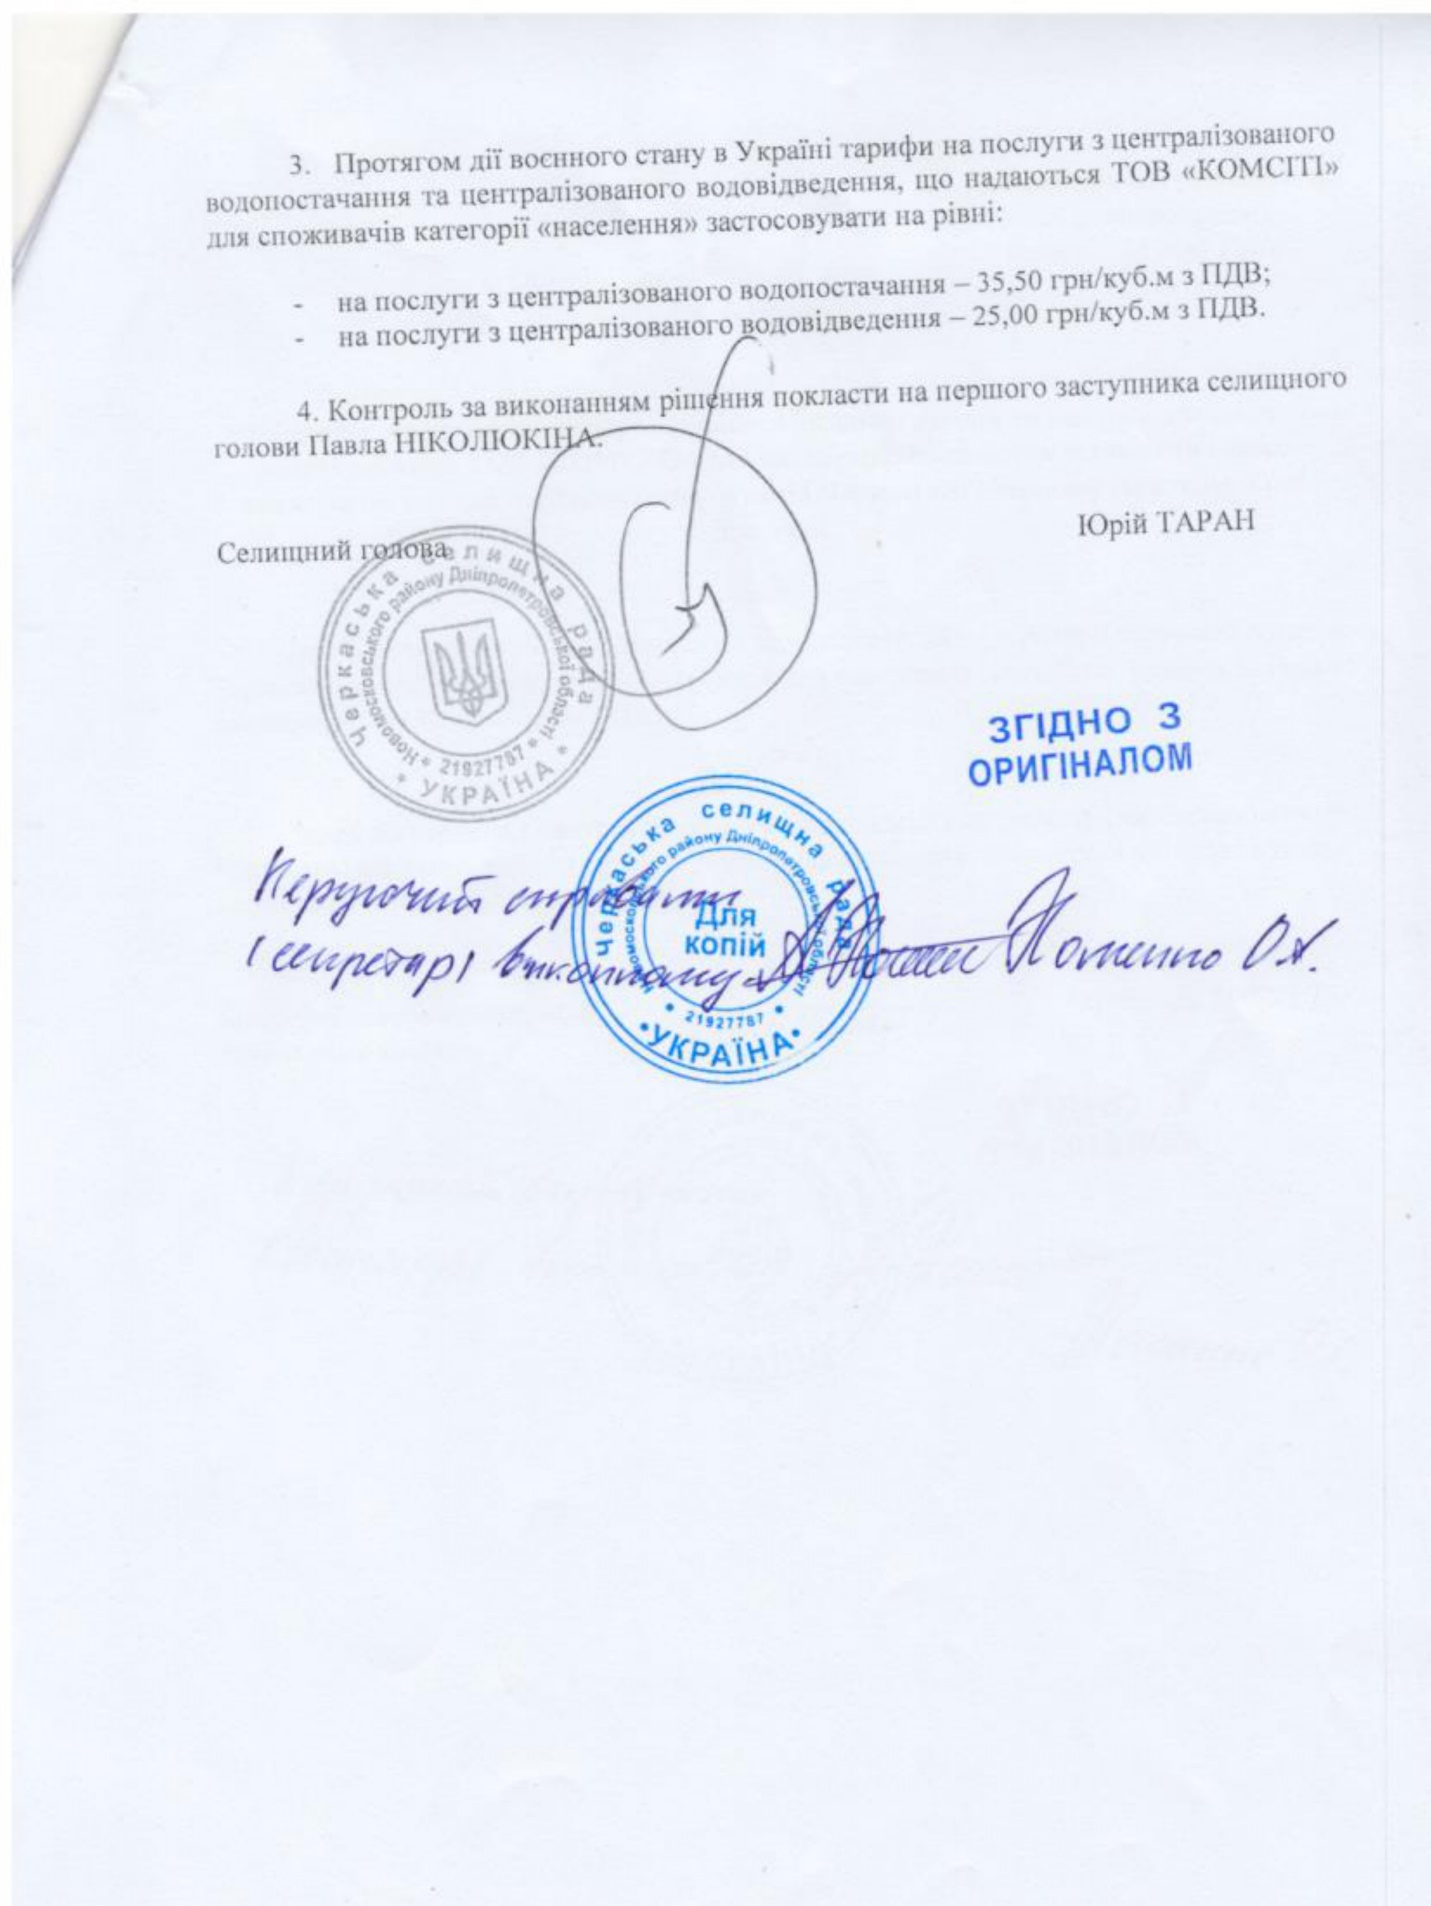 3. Протягом дії воєнного стану в Україні тарифи на послуги з централізованого
водопостачання та централізованого водовідведення, що надаються ТОВ «КОМСІТІ»
для споживачів категорії «населення» застосовувати на рівні:
- на послуги з централізованого водопостачання – 35,50 грн/куб.м з ПДВ;
- на послуги з централізованого водовідведення – 25,00 грн/куб.м з ПДВ.
4. Контроль за виконанням рішення покласти на першого заступника селищного
голови Павла НІКОЛЮКІНА.
Селищний голова
Юрій ТАРАН
Черкаська селищна рада
Новомосковського району Дніпропетровської області
* 21927787 *
* УКРАЇНА *
ЗГІДНО З
ОРИГІНАЛОМ
Черкаська селищна рада
Новомосковського району Дніпропетровської області
Для
копій
• 21927787 •
•УКРАЇНА•
Керуючий справами
(секретар) виконкому
О.А.